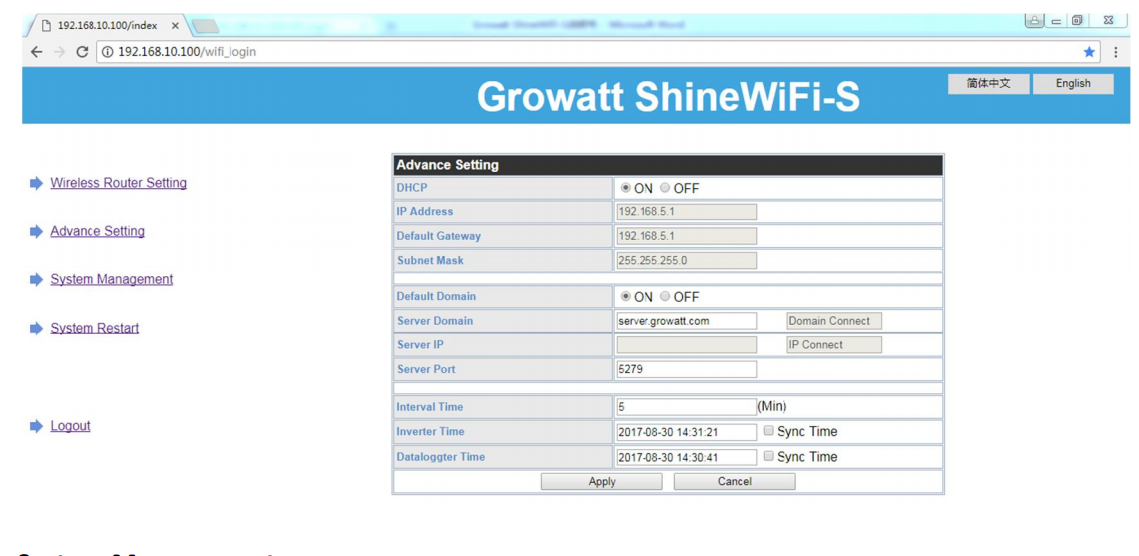 192.168.10.100/index
192.168.10.100/wifi_login
Growatt ShineWiFi-S
简体中文
English
Wireless Router Setting
Advance Setting
System Management
System Restart
Logout
Advance Setting
DHCP ON OFF
IP Address 192.168.5.1
Default Gateway 192.168.5.1
Subnet Mask 255.255.255.0
Default Domain ON OFF
Server Domain server.growatt.com Domain Connect
Server IP IP Connect
Server Port 5279
Interval Time 5 (Min)
Inverter Time 2017-08-30 14:31:21 Sync Time
Dataloggter Time 2017-08-30 14:30:41 Sync Time
Apply Cancel